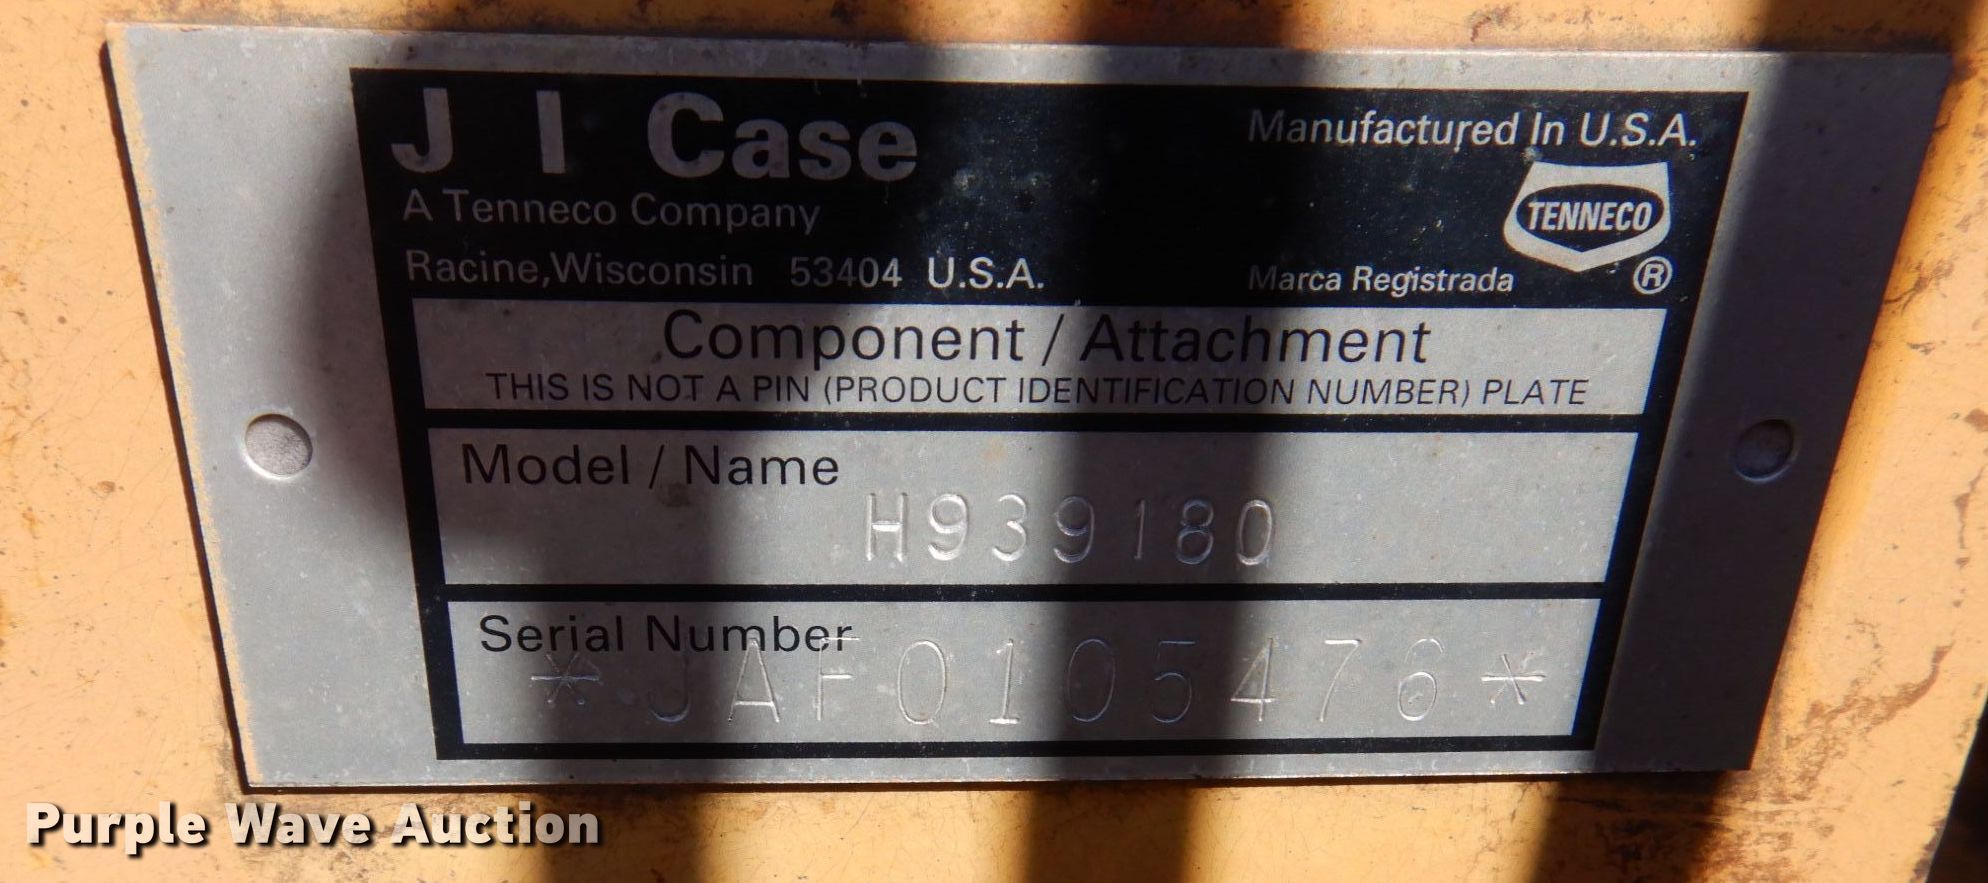 J I Case
A Tenneco Company
Racine, Wisconsin 53404 U.S.A.
Manufactured In U.S.A.
TENNECO
Marca Registrada ®
Component / Attachment
THIS IS NOT A PIN (PRODUCT IDENTIFICATION NUMBER) PLATE
Model / Name
H939180
Serial Number
*JAF0105476*
Purple Wave Auction